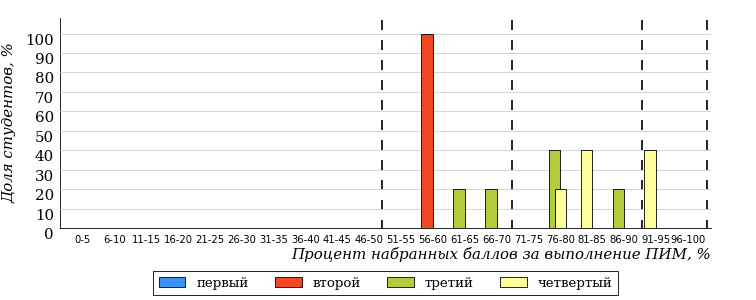 Доля студентов, %
100
90
80
70
60
50
40
30
20
10
0
0-5 6-10 11-15 16-20 21-25 26-30 31-35 36-40 41-45 46-50 51-55 56-60 61-65 66-70 71-75 76-80 81-85 86-90 91-95 96-100
Процент набранных баллов за выполнение ПИМ, %
первый второй третий четвертый